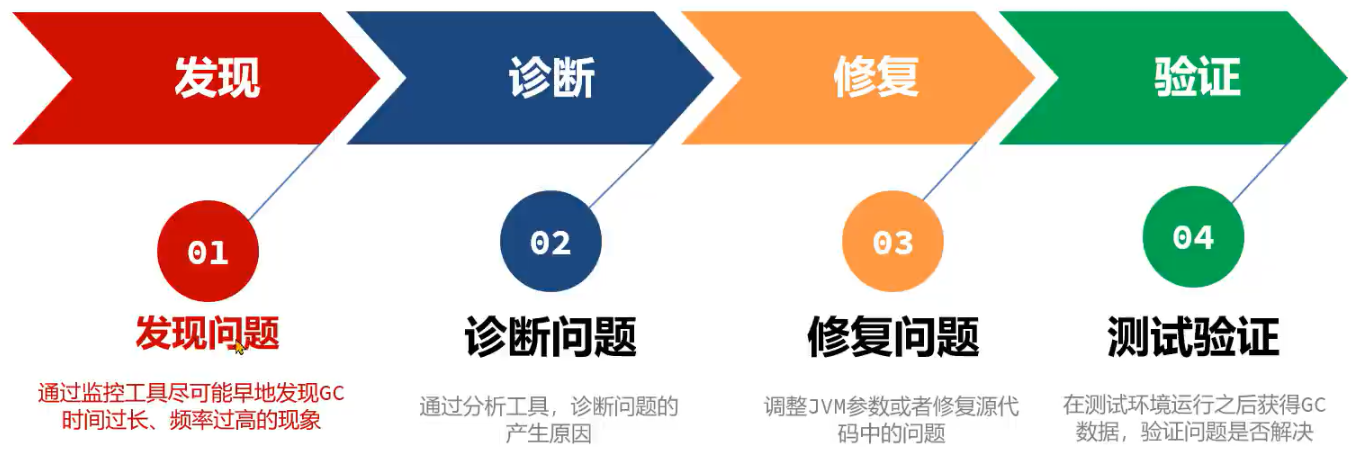 发现
诊断
修复
验证
01
02
03
04
发现问题
诊断问题
修复问题
测试验证
通过监控工具尽可能早地发现GC
时间过长、频率过高的现象
通过分析工具，诊断问题的
产生原因
调整JVM参数或者修复源代
码中的问题
在测试环境运行之后获得GC
数据，验证问题是否解决